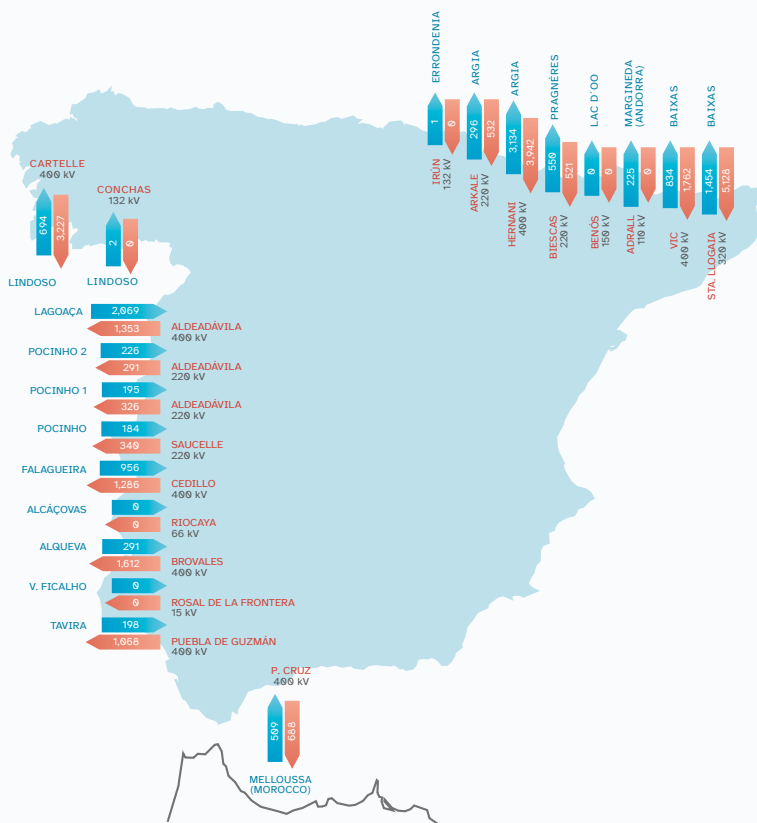 ERRONDENIA
1
0
IRÚN
132 kV
ARGIA
296
532
ARKALE
220 kV
ARGIA
3,134
3,942
HERNANI
400 kV
PRAGNÉRES
550
521
BIESCAS
220 kV
LAC D'OO
0
0
BENÓS
150 kV
MARGINEDA
(ANDORRA)
225
0
ADRALL
110 kV
BAIXAS
834
1,762
VIC
400 kV
BAIXAS
1,454
5,128
STA. LLOGAIA
320 kV
CARTELLE
400 kV
694
3,227
LINDOSO
CONCHAS
132 kV
2
0
LINDOSO
LAGOAÇA
2,069
1,353
ALDEADÁVILA
400 kV
POCINHO 2
226
291
ALDEADÁVILA
220 kV
POCINHO 1
195
326
ALDEADÁVILA
220 kV
POCINHO
184
340
SAUCELLE
220 kV
FALAGUEIRA
956
1,286
CEDILLO
400 kV
ALCÁÇOVAS
0
0
RIOCAYA
66 kV
ALQUEVA
291
1,612
BROVALES
400 kV
V. FICALHO
0
0
ROSAL DE LA FRONTERA
15 kV
TAVIRA
198
1,068
PUEBLA DE GUZMÁN
400 kV
P. CRUZ
400 kV
509
688
MELLOUSSA
(MOROCCO)